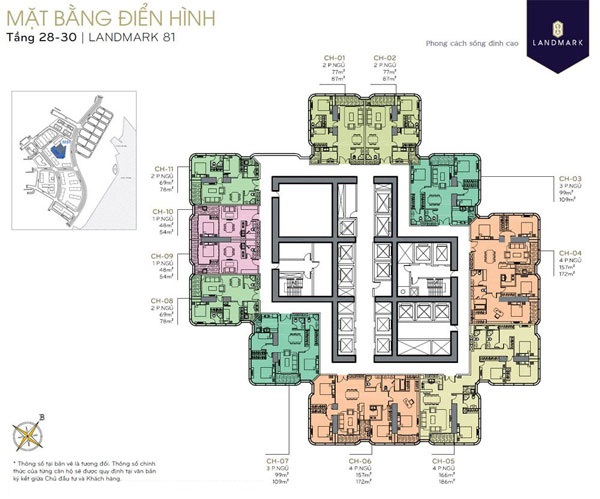 MẶT BẰNG ĐIỂN HÌNH
Tầng 28-30 | LANDMARK 81
Phong cách sống đỉnh cao
LANDMARK
CH-01
2 P.NGỦ
77m²
87m²
CH-02
2 P.NGỦ
77m²
87m²
CH-03
3 P.NGỦ
99m²
109m²
CH-04
4 P.NGỦ
157m²
172m²
CH-11
2 P.NGỦ
69m²
78m²
CH-10
1 P.NGỦ
48m²
54m²
CH-09
1 P.NGỦ
48m²
54m²
CH-08
2 P.NGỦ
69m²
78m²
CH-07
3 P.NGỦ
99m²
109m²
CH-06
4 P.NGỦ
157m²
172m²
CH-05
4 P.NGỦ
166m²
186m²
B
* Thông số tại bản vẽ là tương đối. Thông số chính
thức của từng căn hộ sẽ được quy định tại văn bản
ký kết giữa Chủ đầu tư và Khách hàng.